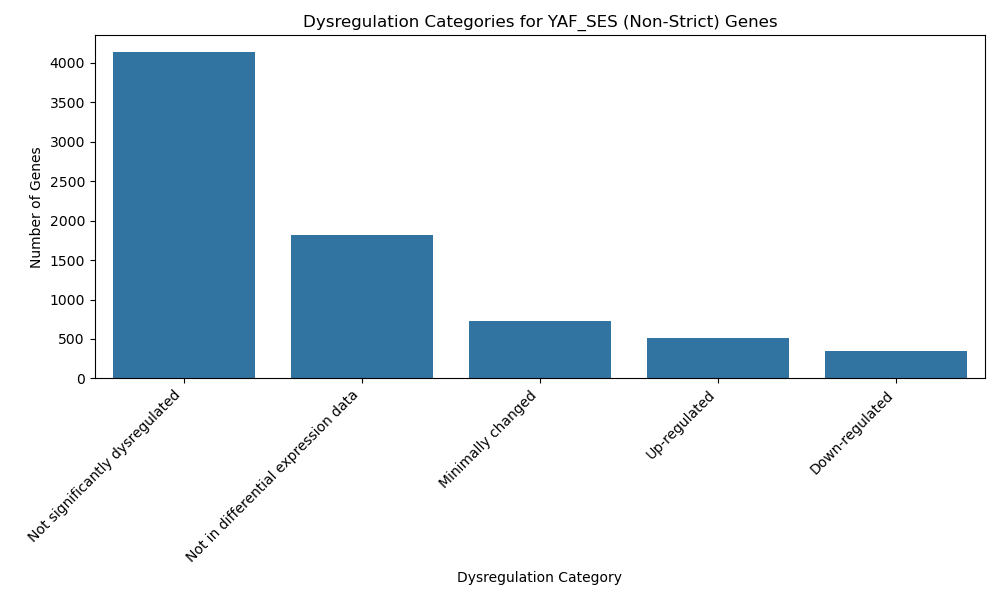 Dysregulation Categories for YAF_SES (Non-Strict) Genes
Number of Genes
4000
3500
3000
2500
2000
1500
1000
500
0
Not significantly dysregulated
Not in differential expression data
Minimally changed
Up-regulated
Down-regulated
Dysregulation Category